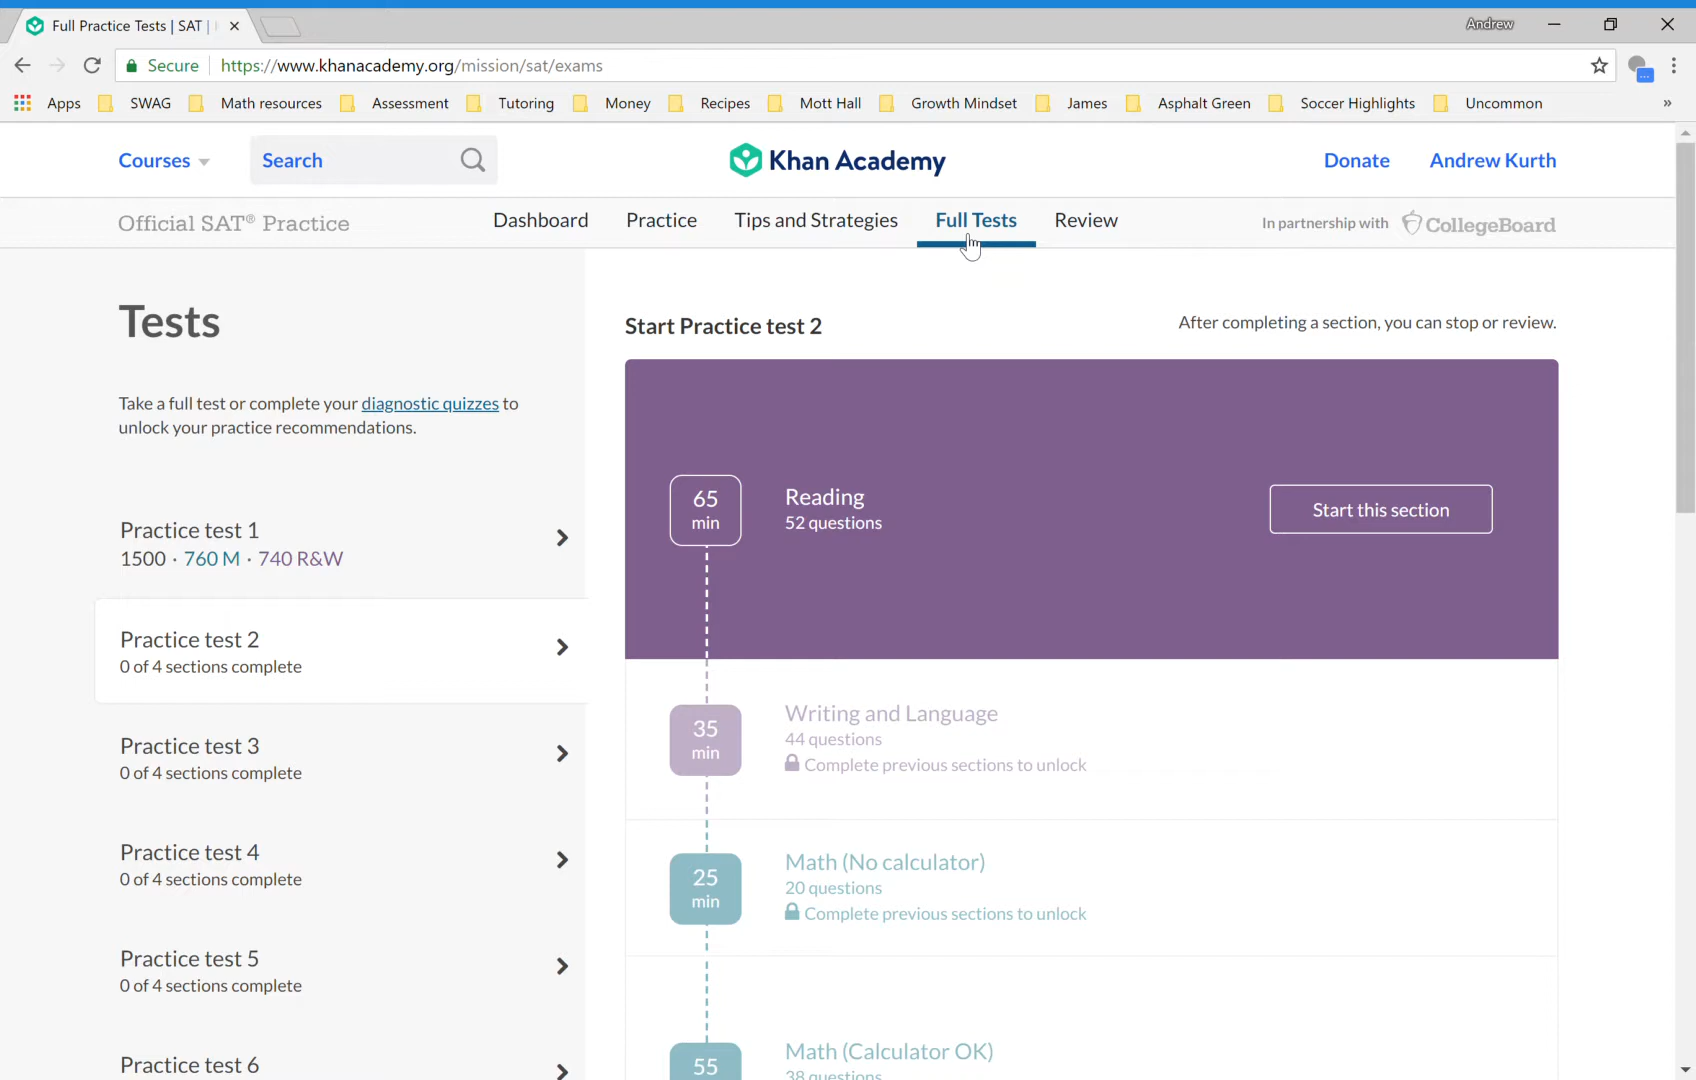 Full Practice Tests | SAT |
Andrew
Secure
https://www.khanacademy.org/mission/sat/exams
Apps
SWAG
Math resources
Assessment
Tutoring
Money
Recipes
Mott Hall
Growth Mindset
James
Asphalt Green
Soccer Highlights
Uncommon
»
Courses
Search
Khan Academy
Donate
Andrew Kurth
Official SAT® Practice
Dashboard
Practice
Tips and Strategies
Full Tests
Review
In partnership with
CollegeBoard
Tests
Take a full test or complete your diagnostic quizzes to
unlock your practice recommendations.
Practice test 1
1500 · 760 M · 740 R&W
Practice test 2
0 of 4 sections complete
Practice test 3
0 of 4 sections complete
Practice test 4
0 of 4 sections complete
Practice test 5
0 of 4 sections complete
Practice test 6
Start Practice test 2
After completing a section, you can stop or review.
65
min
Reading
52 questions
Start this section
35
min
Writing and Language
44 questions
Complete previous sections to unlock
25
min
Math (No calculator)
20 questions
Complete previous sections to unlock
55
Math (Calculator OK)
38 questions